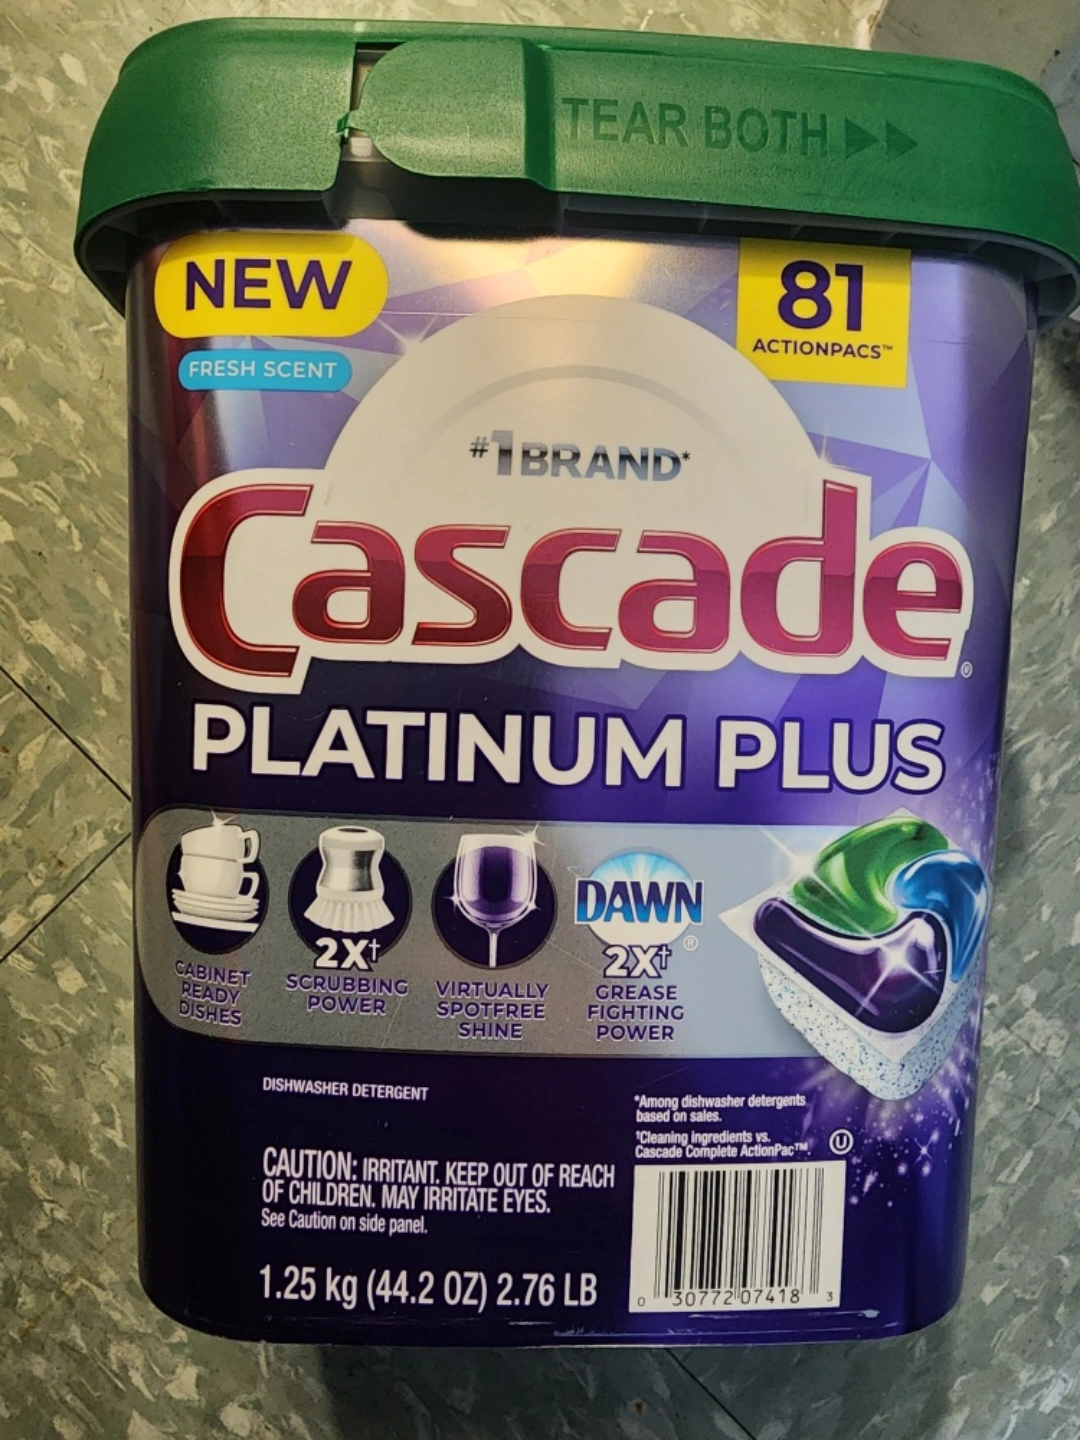 TEAR BOTH
NEW
FRESH SCENT
81
ACTIONPACS™
#1 BRAND*
Cascade®
PLATINUM PLUS
CABINET
READY
DISHES
2X†
SCRUBBING
POWER
VIRTUALLY
SPOTFREE
SHINE
DAWN®
2X†
GREASE
FIGHTING
POWER
DISHWASHER DETERGENT
*Among dishwasher detergents
based on sales.
†Cleaning ingredients vs.
Cascade Complete ActionPac™.
U
CAUTION: IRRITANT. KEEP OUT OF REACH
OF CHILDREN. MAY IRRITATE EYES.
See Caution on side panel.
1.25 kg (44.2 OZ) 2.76 LB
0 30772 07418 3